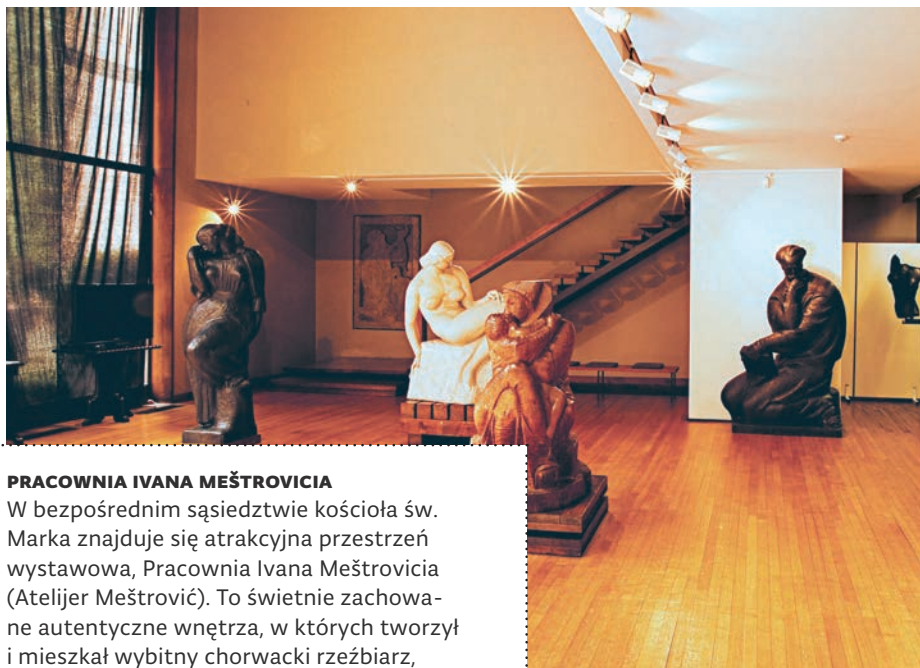 PRACOWNIA IVANA MEŠTROVICIA
W bezpośrednim sąsiedztwie kościoła św.
Marka znajduje się atrakcyjna przestrzeń
wystawowa, Pracownia Ivana Meštrovicia
(Atelijer Meštrović). To świetnie zachowa-
ne autentyczne wnętrza, w których tworzył
i mieszkał wybitny chorwacki rzeźbiarz,